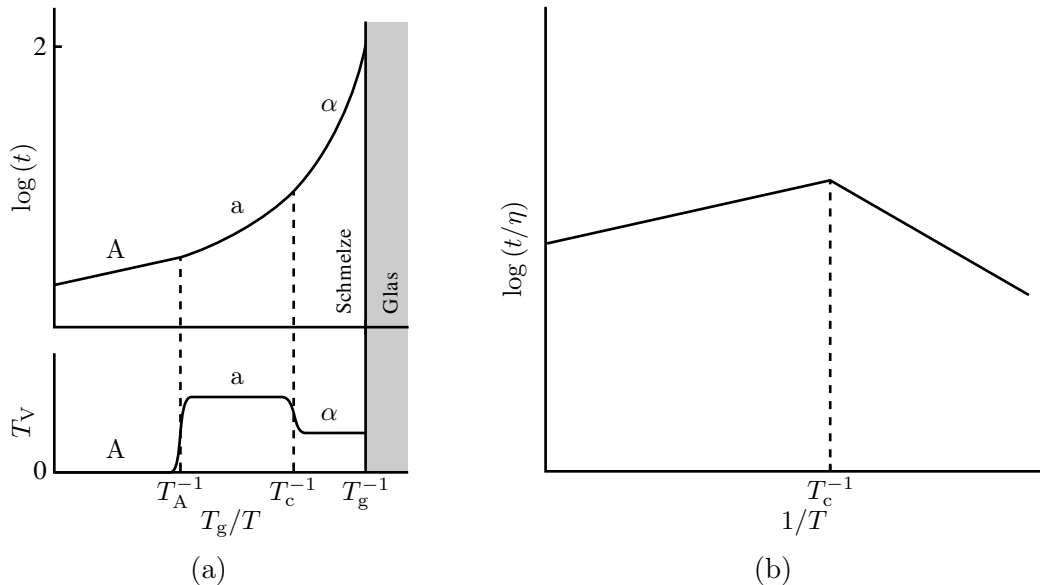 2
log (t)
A
a
α
Schmelze
Glas
T_V
0
A
a
α
T_A^{-1}
T_c^{-1}
T_g^{-1}
T_g/T
(a)
log (t/η)
T_c^{-1}
1/T
(b)